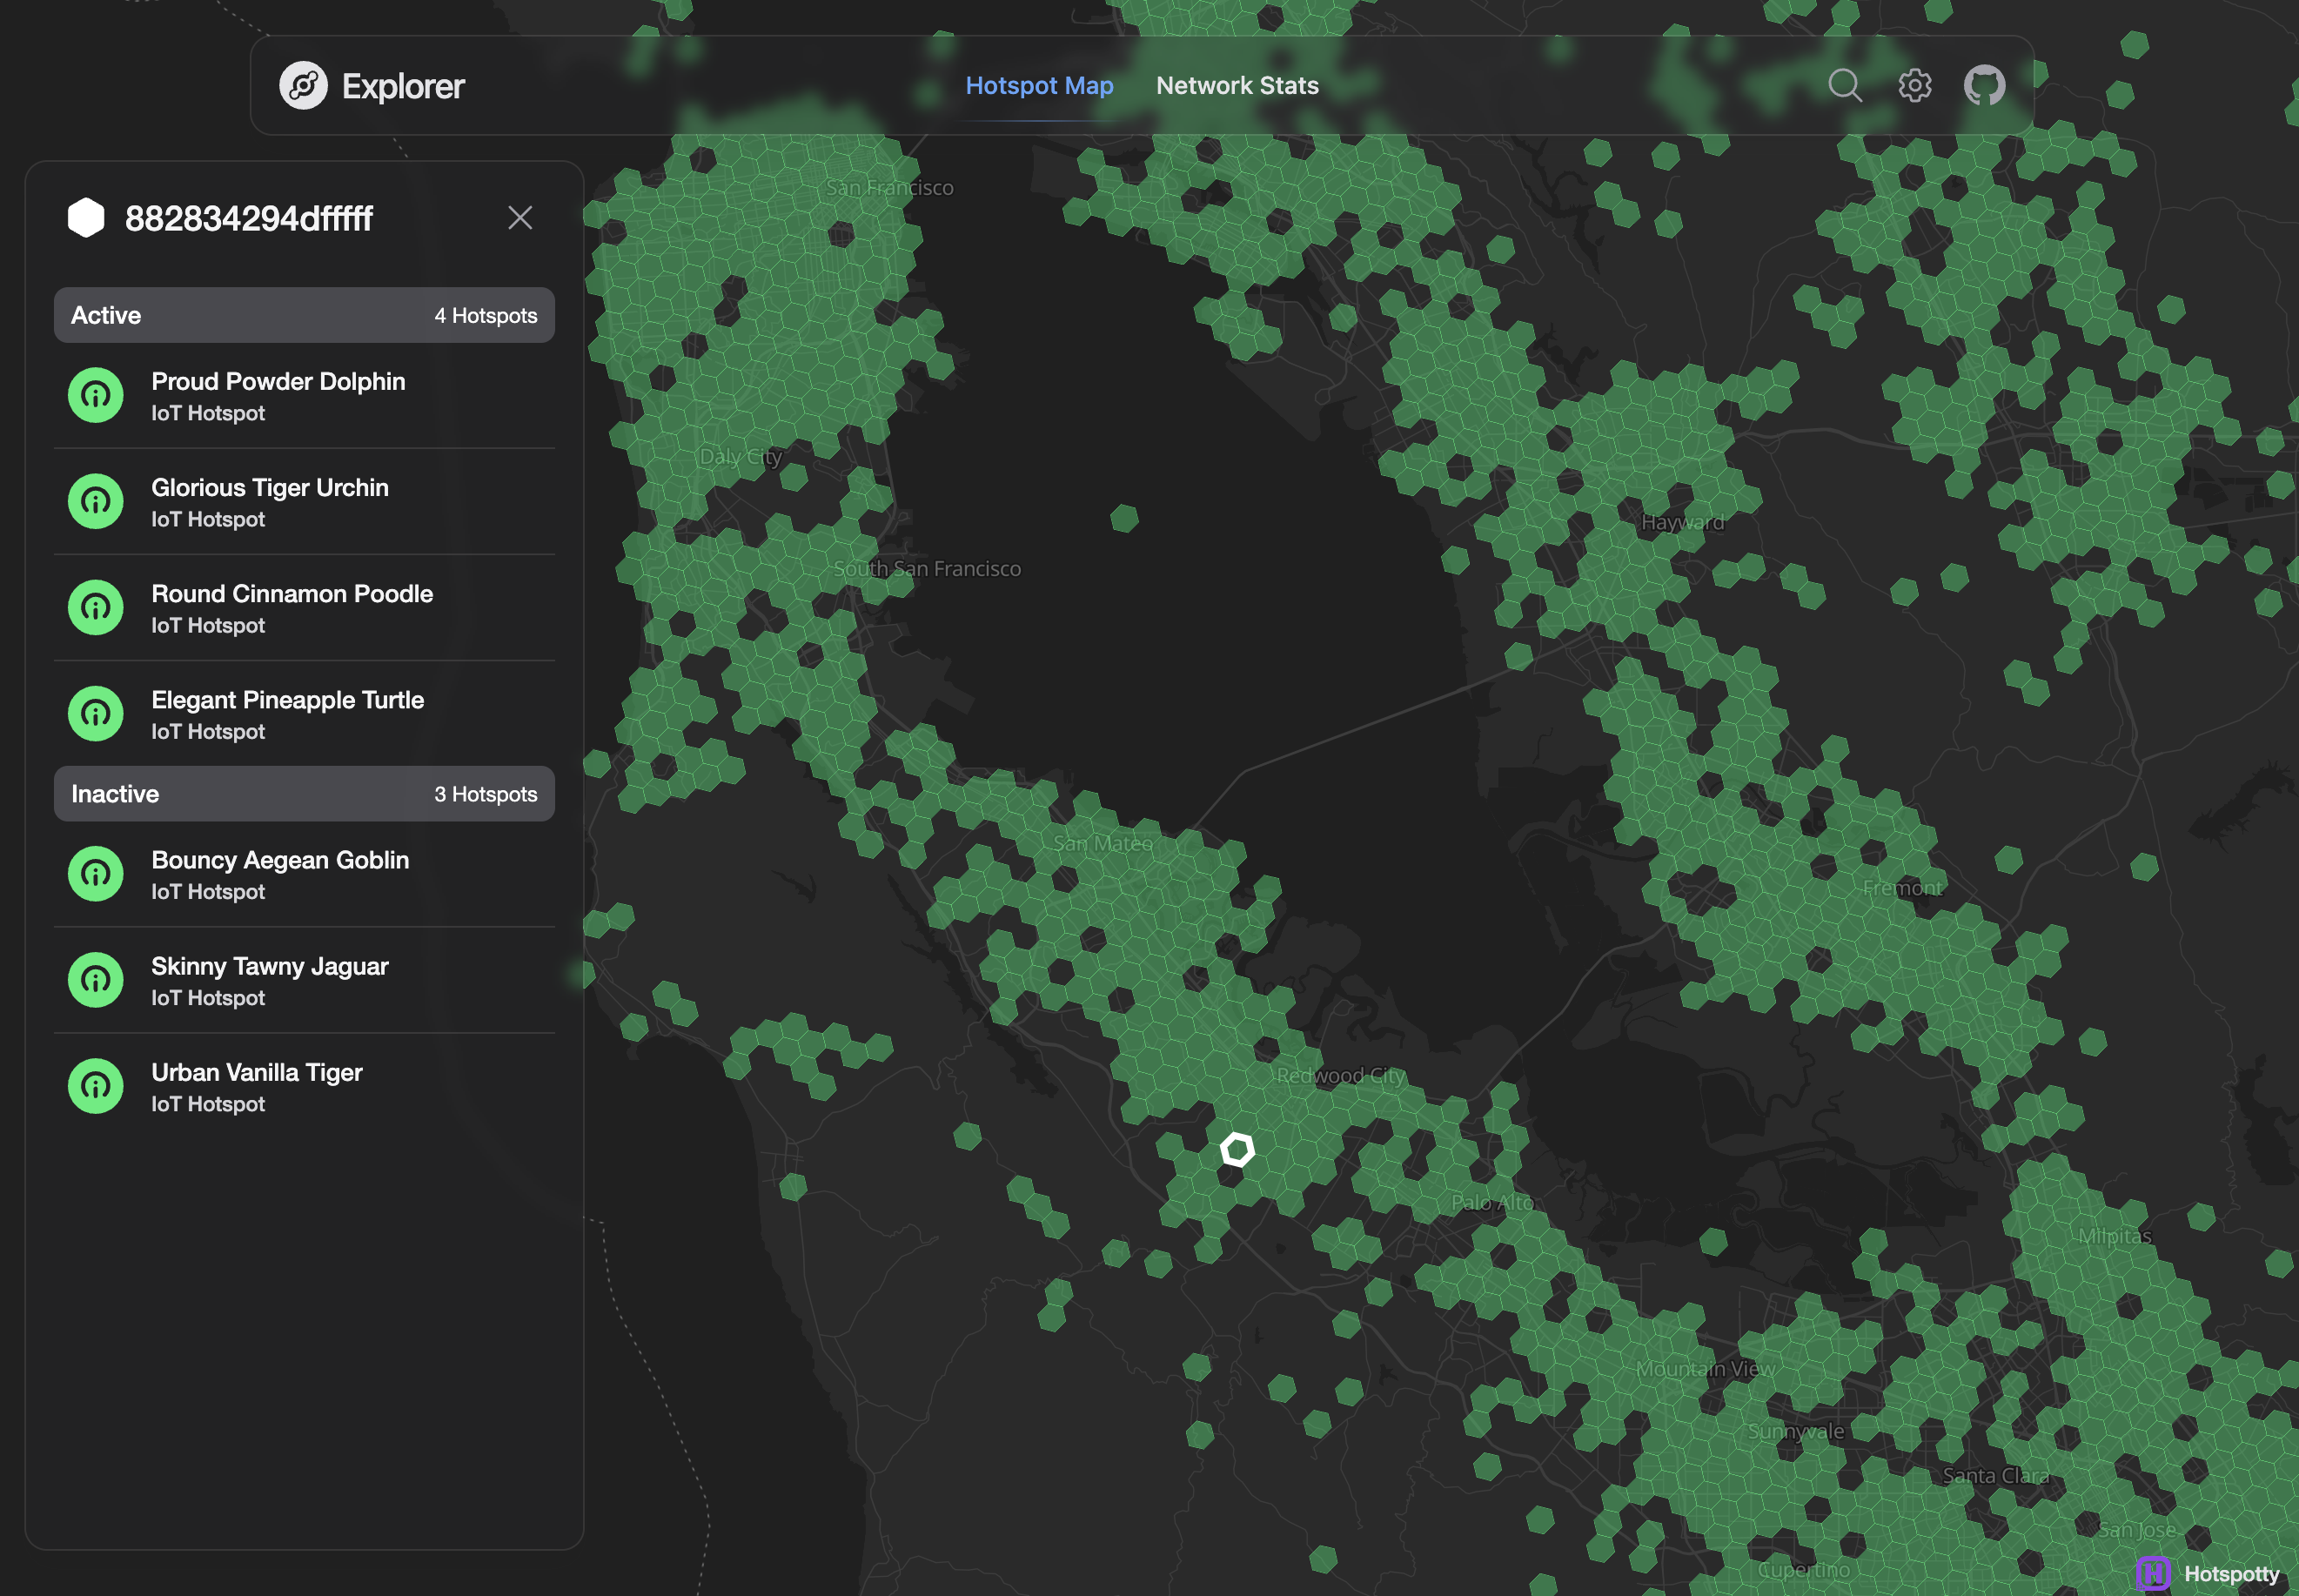 Explorer
Hotspot Map
Network Stats
882834294dfffff
Active
4 Hotspots
Proud Powder Dolphin
IoT Hotspot
Glorious Tiger Urchin
IoT Hotspot
Round Cinnamon Poodle
IoT Hotspot
Elegant Pineapple Turtle
IoT Hotspot
Inactive
3 Hotspots
Bouncy Aegean Goblin
IoT Hotspot
Skinny Tawny Jaguar
IoT Hotspot
Urban Vanilla Tiger
IoT Hotspot
San Francisco
Daly City
Hayward
South San Francisco
San Mateo
Fremont
Redwood City
Palo Alto
Milpitas
Mountain View
Sunnyvale
Santa Clara
San Jose
Cupertino
Hotspotty